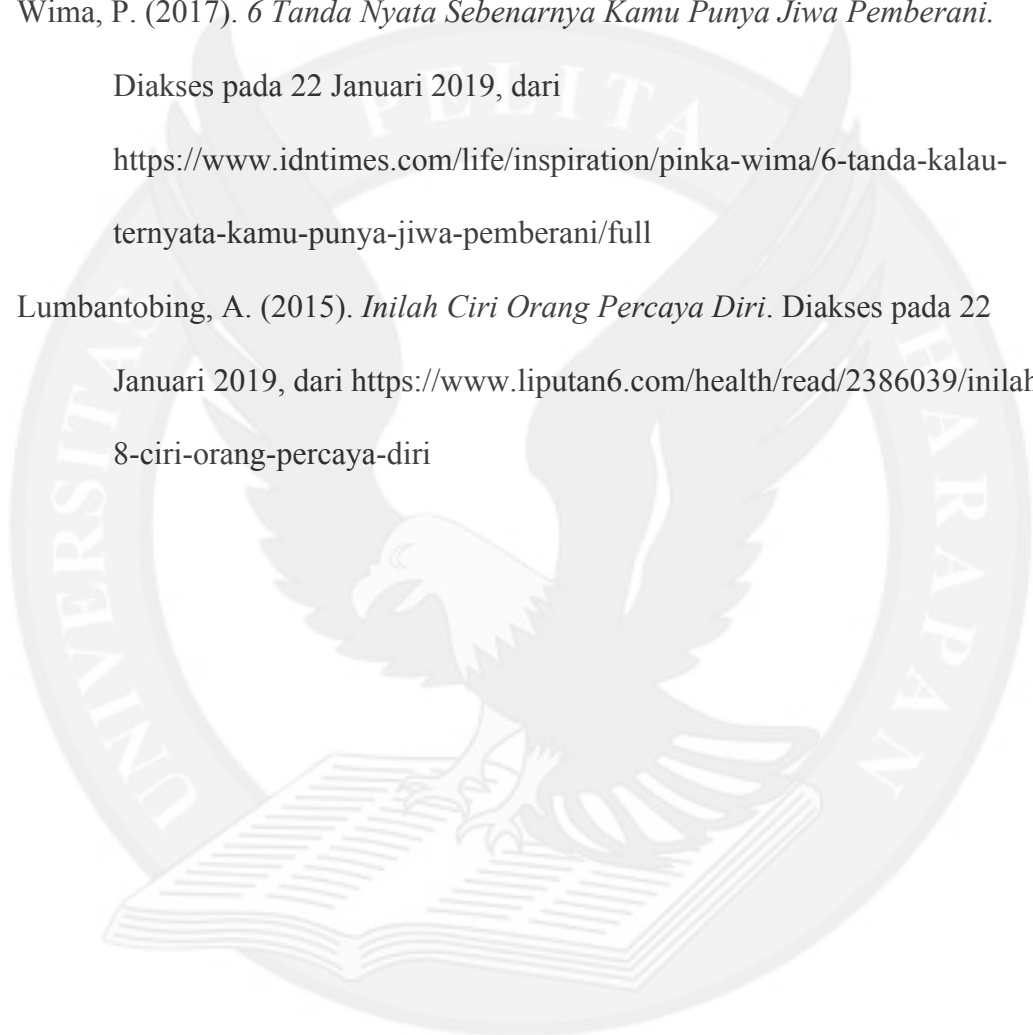 Wima, P. (2017). 6 Tanda Nyata Sebenarnya Kamu Punya Jiwa Pemberani.
Diakses pada 22 Januari 2019, dari
https://www.idntimes.com/life/inspiration/pinka-wima/6-tanda-kalau-
ternyata-kamu-punya-jiwa-pemberani/full
Lumbantobing, A. (2015). Inilah Ciri Orang Percaya Diri. Diakses pada 22
Januari 2019, dari https://www.liputan6.com/health/read/2386039/inilah
8-ciri-orang-percaya-diri
UNIVERSITAS PELITA HARAPAN